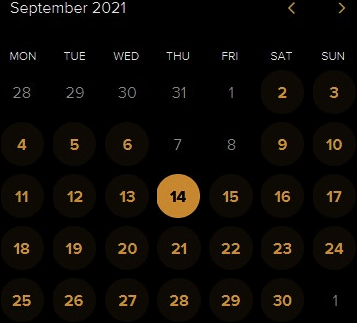 September 2021 < >
MON TUE WED THU FRI SAT SUN
28 29 30 31 1 2 3
4 5 6 7 8 9 10
11 12 13 14 15 16 17
18 19 20 21 22 23 24
25 26 27 28 29 30 1